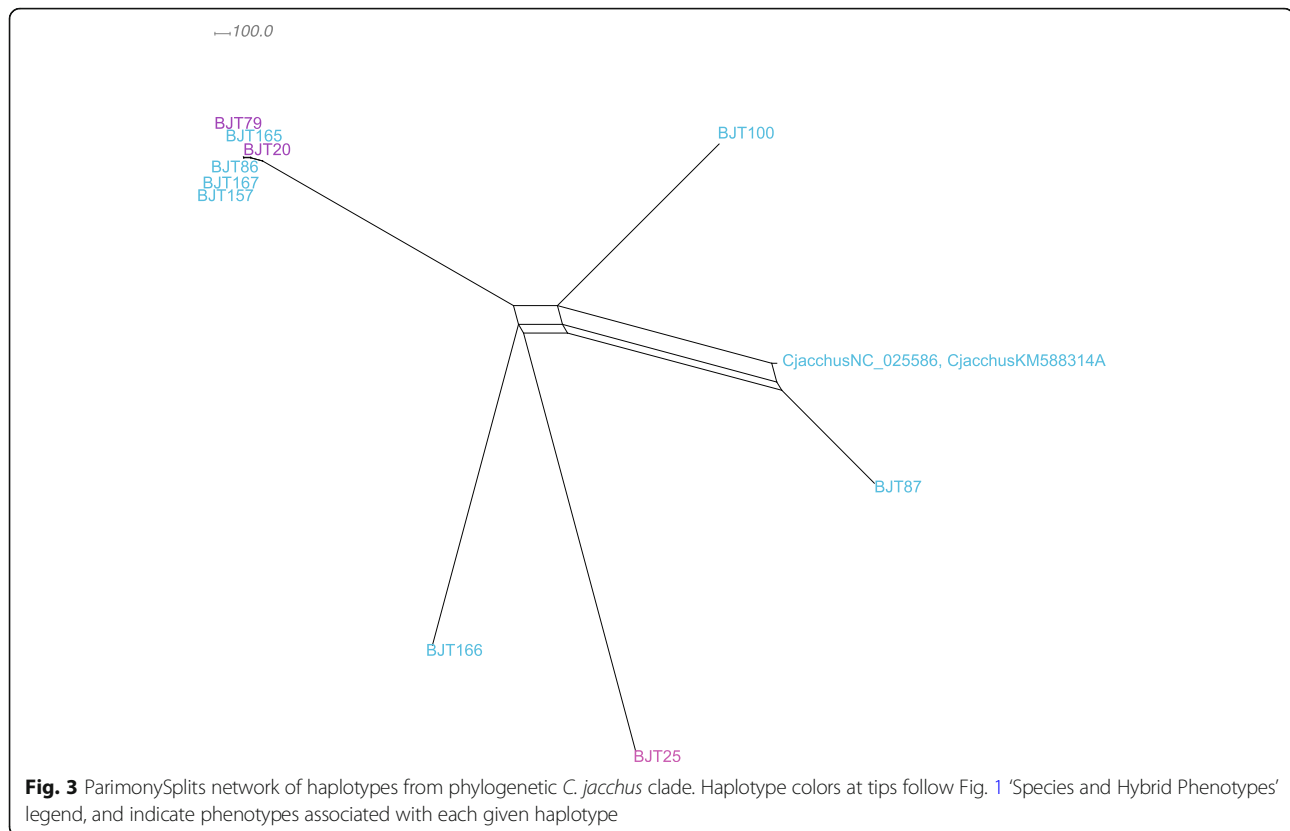 100.0
BJT79
BJT165
BJT20
BJT86
BJT167
BJT157
BJT100
CjacchusNC_025586, CjacchusKM588314A
BJT87
BJT166
BJT25
Fig. 3 ParimonySplits network of haplotypes from phylogenetic C. jacchus clade. Haplotype colors at tips follow Fig. 1 ‘Species and Hybrid Phenotypes’
legend, and indicate phenotypes associated with each given haplotype